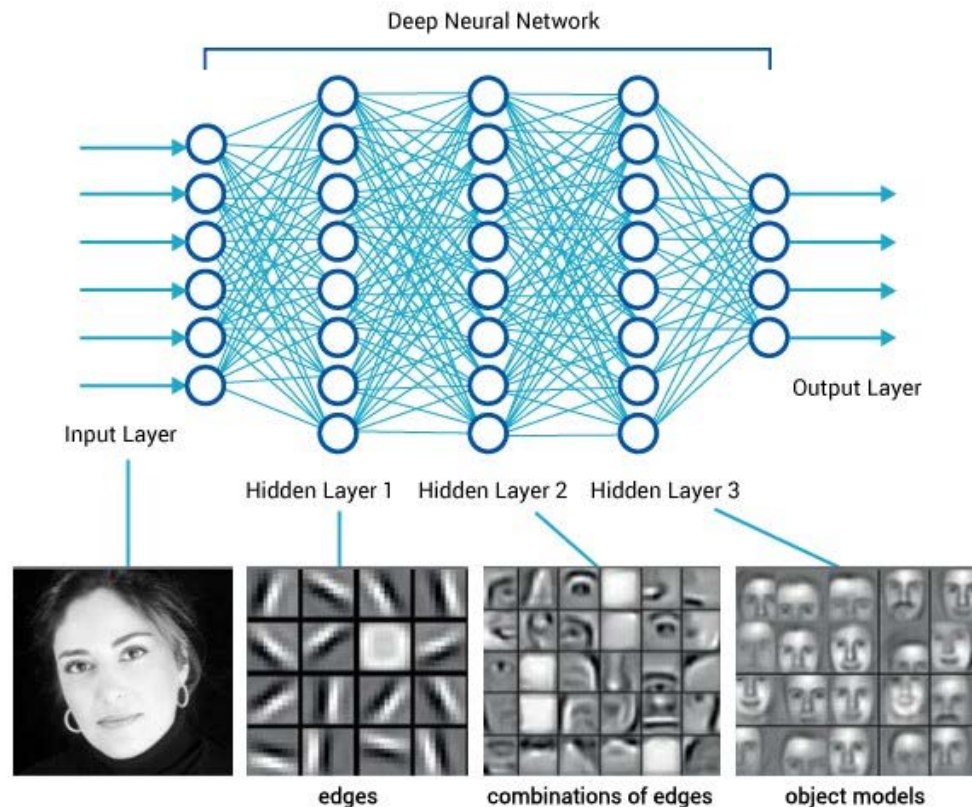 Deep Neural Network
Output Layer
Input Layer
Hidden Layer 1
Hidden Layer 2
Hidden Layer 3
edges
combinations of edges
object models